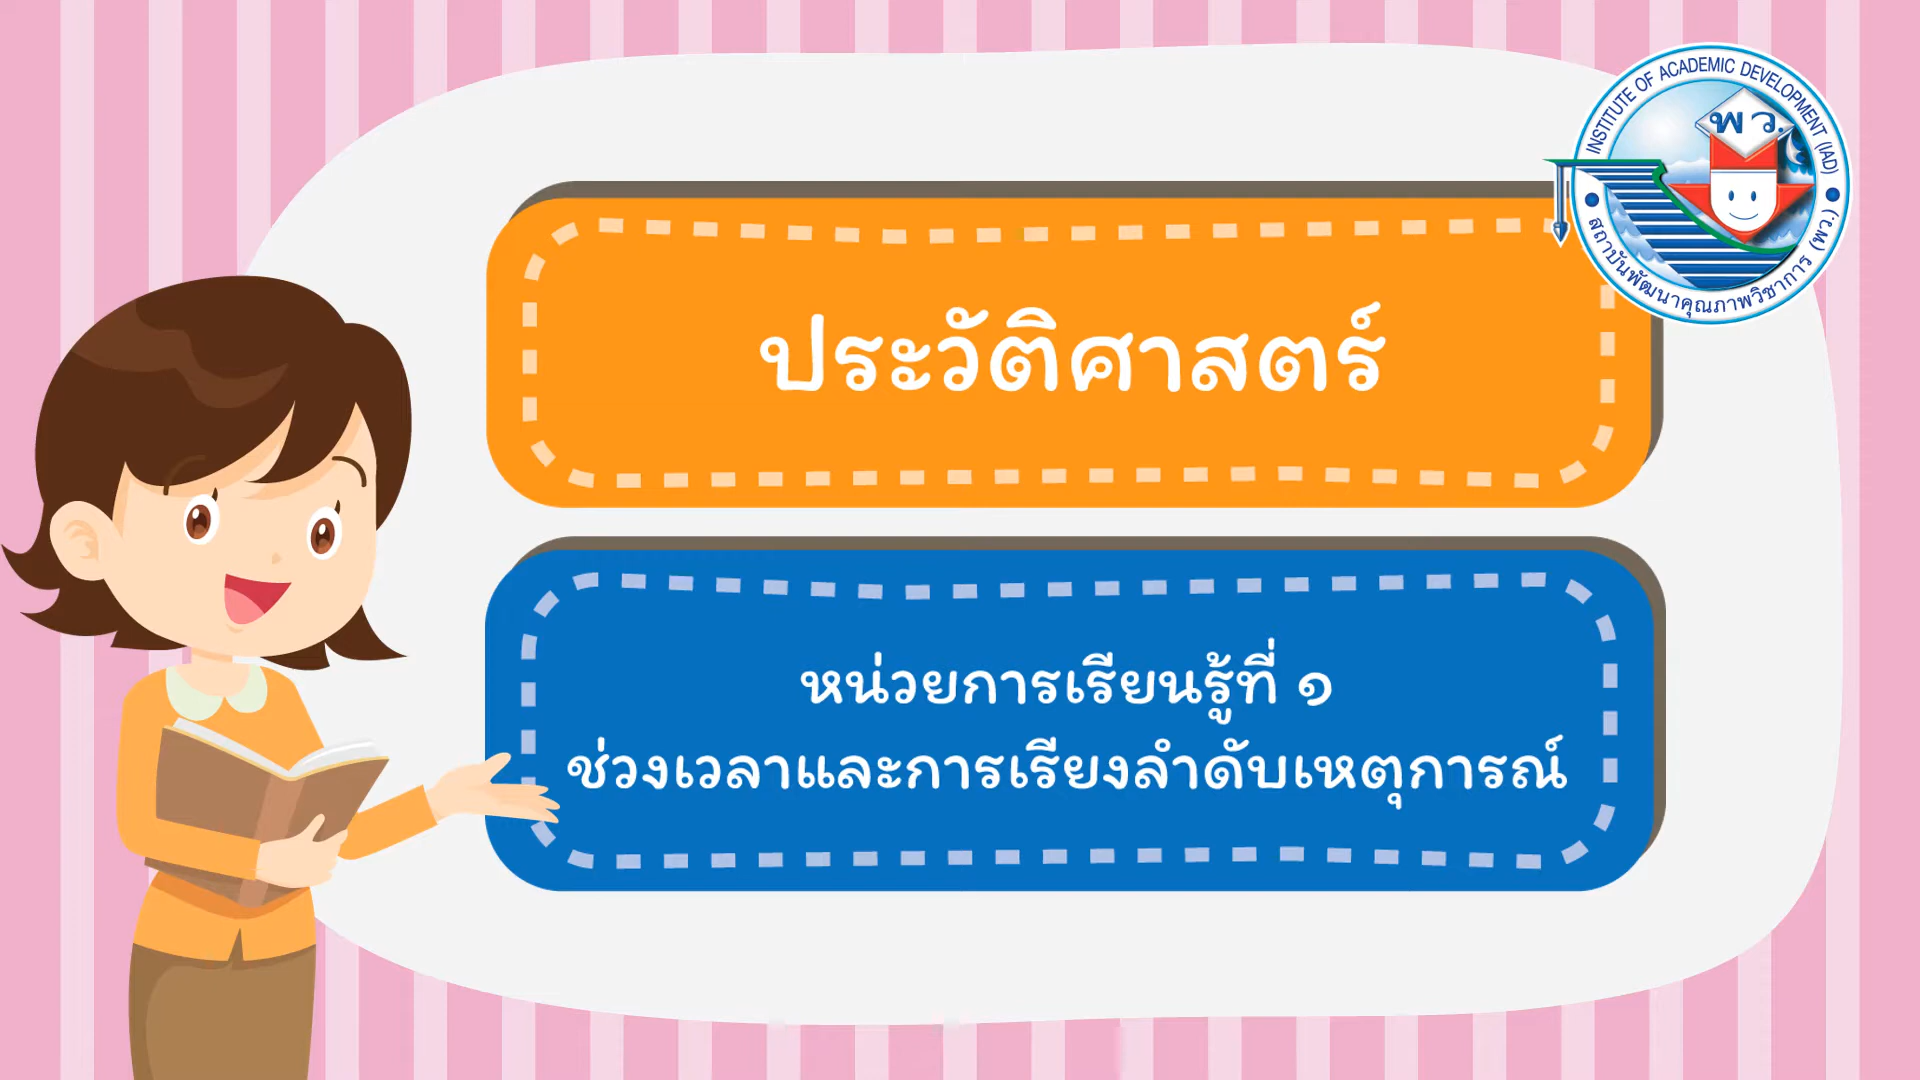 ประวัติศาสตร์
หน่วยการเรียนรู้ที่ ๑
ช่วงเวลาและการเรียงลำดับเหตุการณ์
INSTITUTE OF ACADEMIC DEVELOPMENT (IAD)
พว.
สถาบันพัฒนาคุณภาพวิชาการ (พว.)